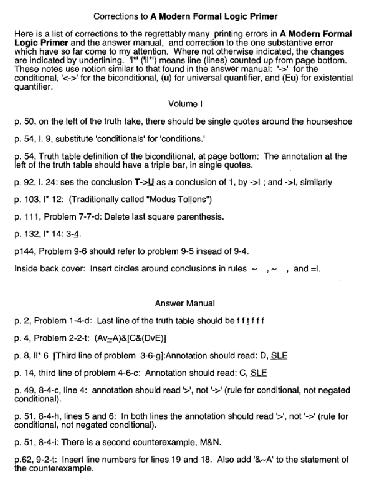 Corrections to A Modern Formal Logic Primer
Here is a list of corrections to the regrettably many printing errors in A Modern Formal
Logic Primer and the answer manual, and correction to the one substantive error
which have so far come to my attention. Where not otherwise indicated, the changes
are indicated by underlining. l* (ll*) means line (lines) counted up from page bottom.
These notes use notion similar to that found in the answer manual: '->' for the
conditional, '<->' for the biconditional, (u) for universal quantifier, and (Eu) for existential
quantifier.
Volume I
p. 50. on the left of the truth lake, there should be single quotes around the hourseshoe
p. 54, l. 9, substitute 'conditionals' for 'conditions.'
p. 54. Truth table definition of the biconditional, at page bottom: The annotation at the
left of the truth table should have a triple bar, in single quotes.
p. 92, l. 24: see the conclusion T->U as a conclusion of 1, by ->I ; and ->I, similarly
p. 103, l* 12: (Traditionally called "Modus Tollens")
p. 111, Problem 7-7-d: Delete last square parenthesis.
p. 132, l* 14: 3-4.
p144, Problem 9-6 should refer to problem 9-5 insead of 9-4.
Inside back cover: Insert circles around conclusions in rules ~ , ~ , and =I.
Answer Manual
p. 2, Problem 1-4-d: Last line of the truth table should be f f f f f f
p. 4, Problem 2-2-t: (Av=A)&[C&(DvE)]
p. 8, ll* 6 [Third line of problem 3-6-g]:Annotation should read: D, SLE
p. 14, third line of problem 4-6-c: Annotation should read: C, SLE
p. 49, 8-4-c, line 4: annotation should read '>', not '->' (rule for conditional, not negated
conditional).
p. 51, 8-4-h, lines 5 and 6: In both lines the annotation should read '>', not '->' (rule for
conditional, not negated conditional).
p. 51, 8-4-i: There is a second counterexample, M&N.
p.62, 9-2-t: Insert line numbers for lines 19 and 18. Also add '&~A' to the statement of
the counterexample.